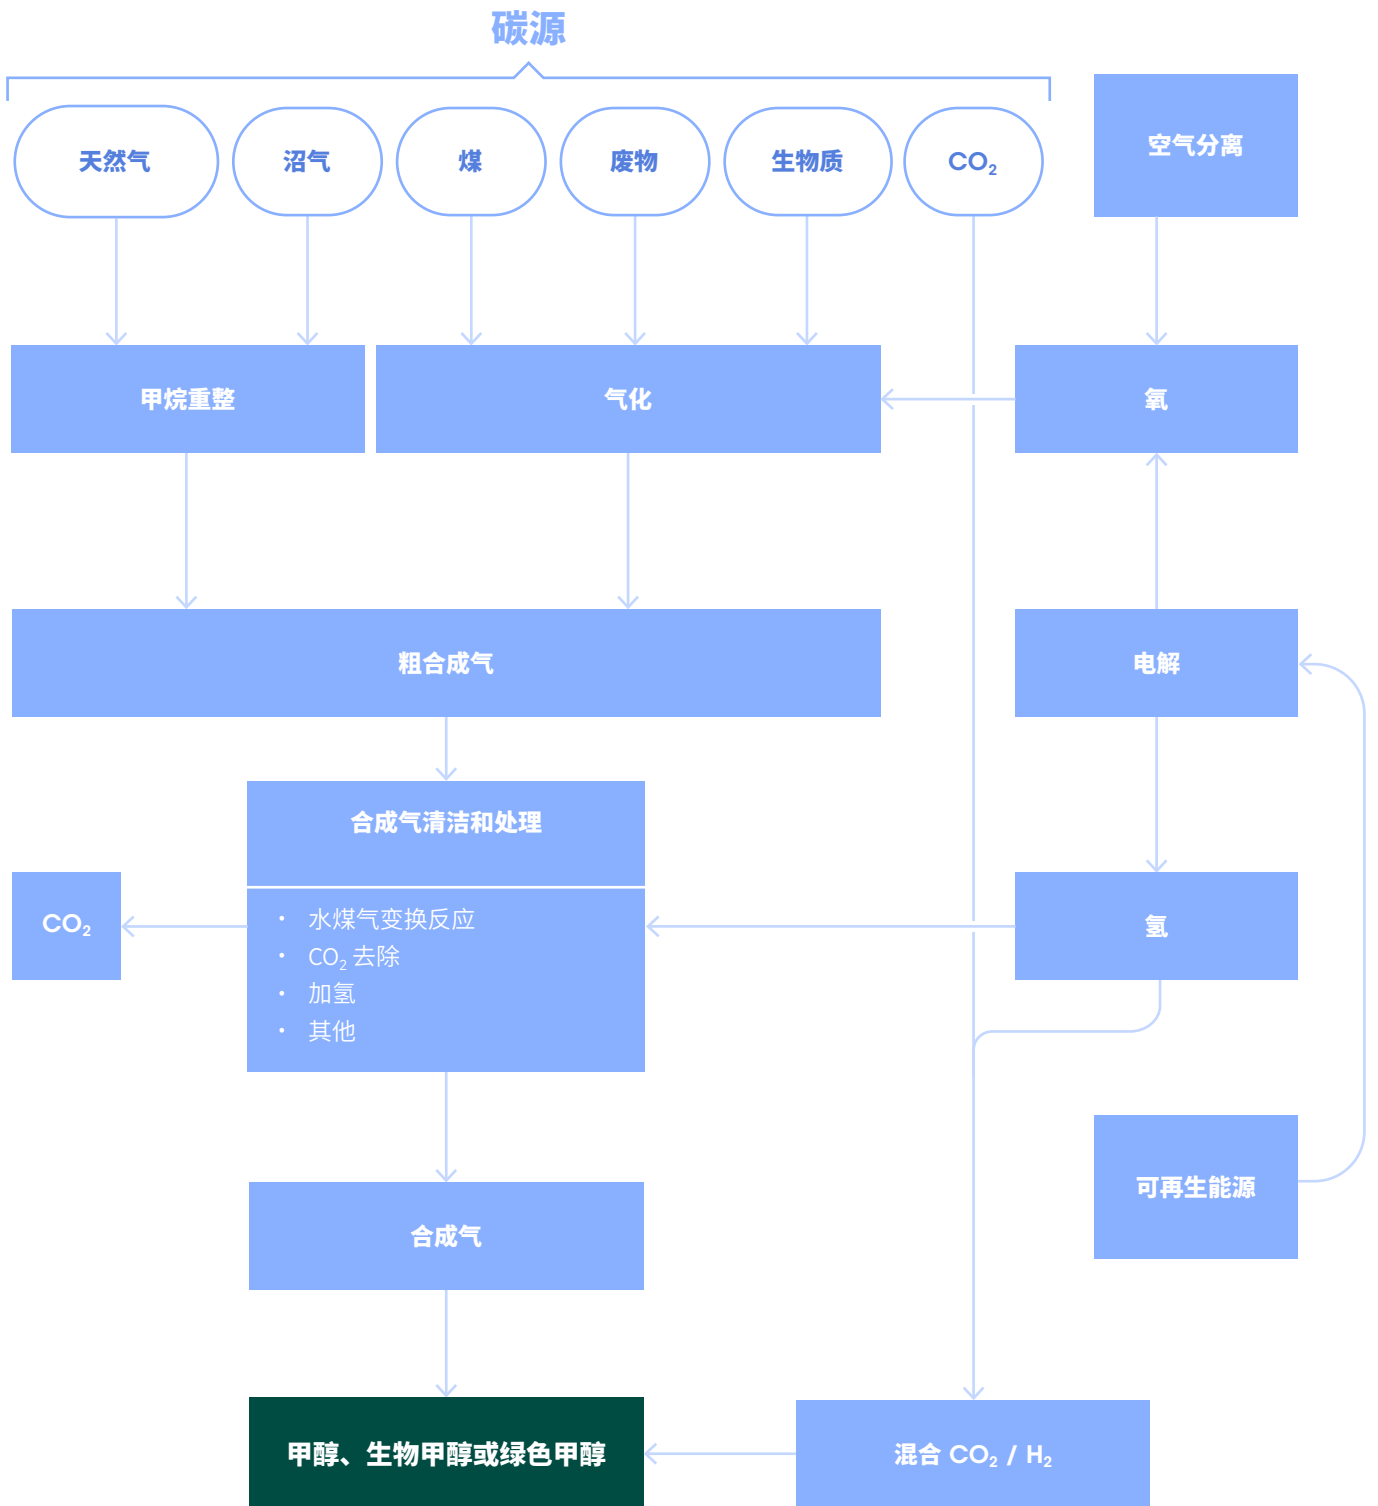 碳源
天然气
沼气
煤
废物
生物质
CO₂
空气分离
甲烷重整
气化
氧
粗合成气
电解
合成气清洁和处理
CO₂
• 水煤气变换反应
• CO₂ 去除
• 加氢
• 其他
氢
可再生能源
合成气
甲醇、生物甲醇或绿色甲醇
混合 CO₂ / H₂